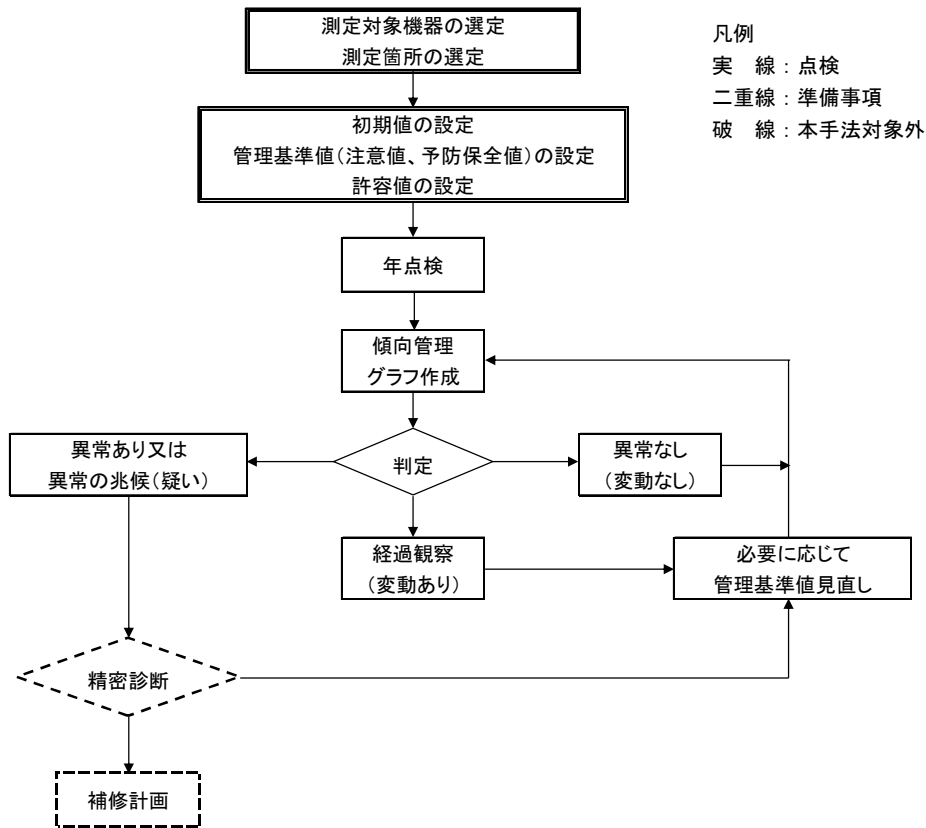 測定対象機器の選定
測定箇所の選定
凡例
実　線：点検
二重線：準備事項
破　線：本手法対象外
初期値の設定
管理基準値（注意値、予防保全値）の設定
許容値の設定
年点検
傾向管理
グラフ作成
異常あり又は
異常の兆候（疑い）
判定
異常なし
（変動なし）
経過観察
（変動あり）
必要に応じて
管理基準値見直し
精密診断
補修計画